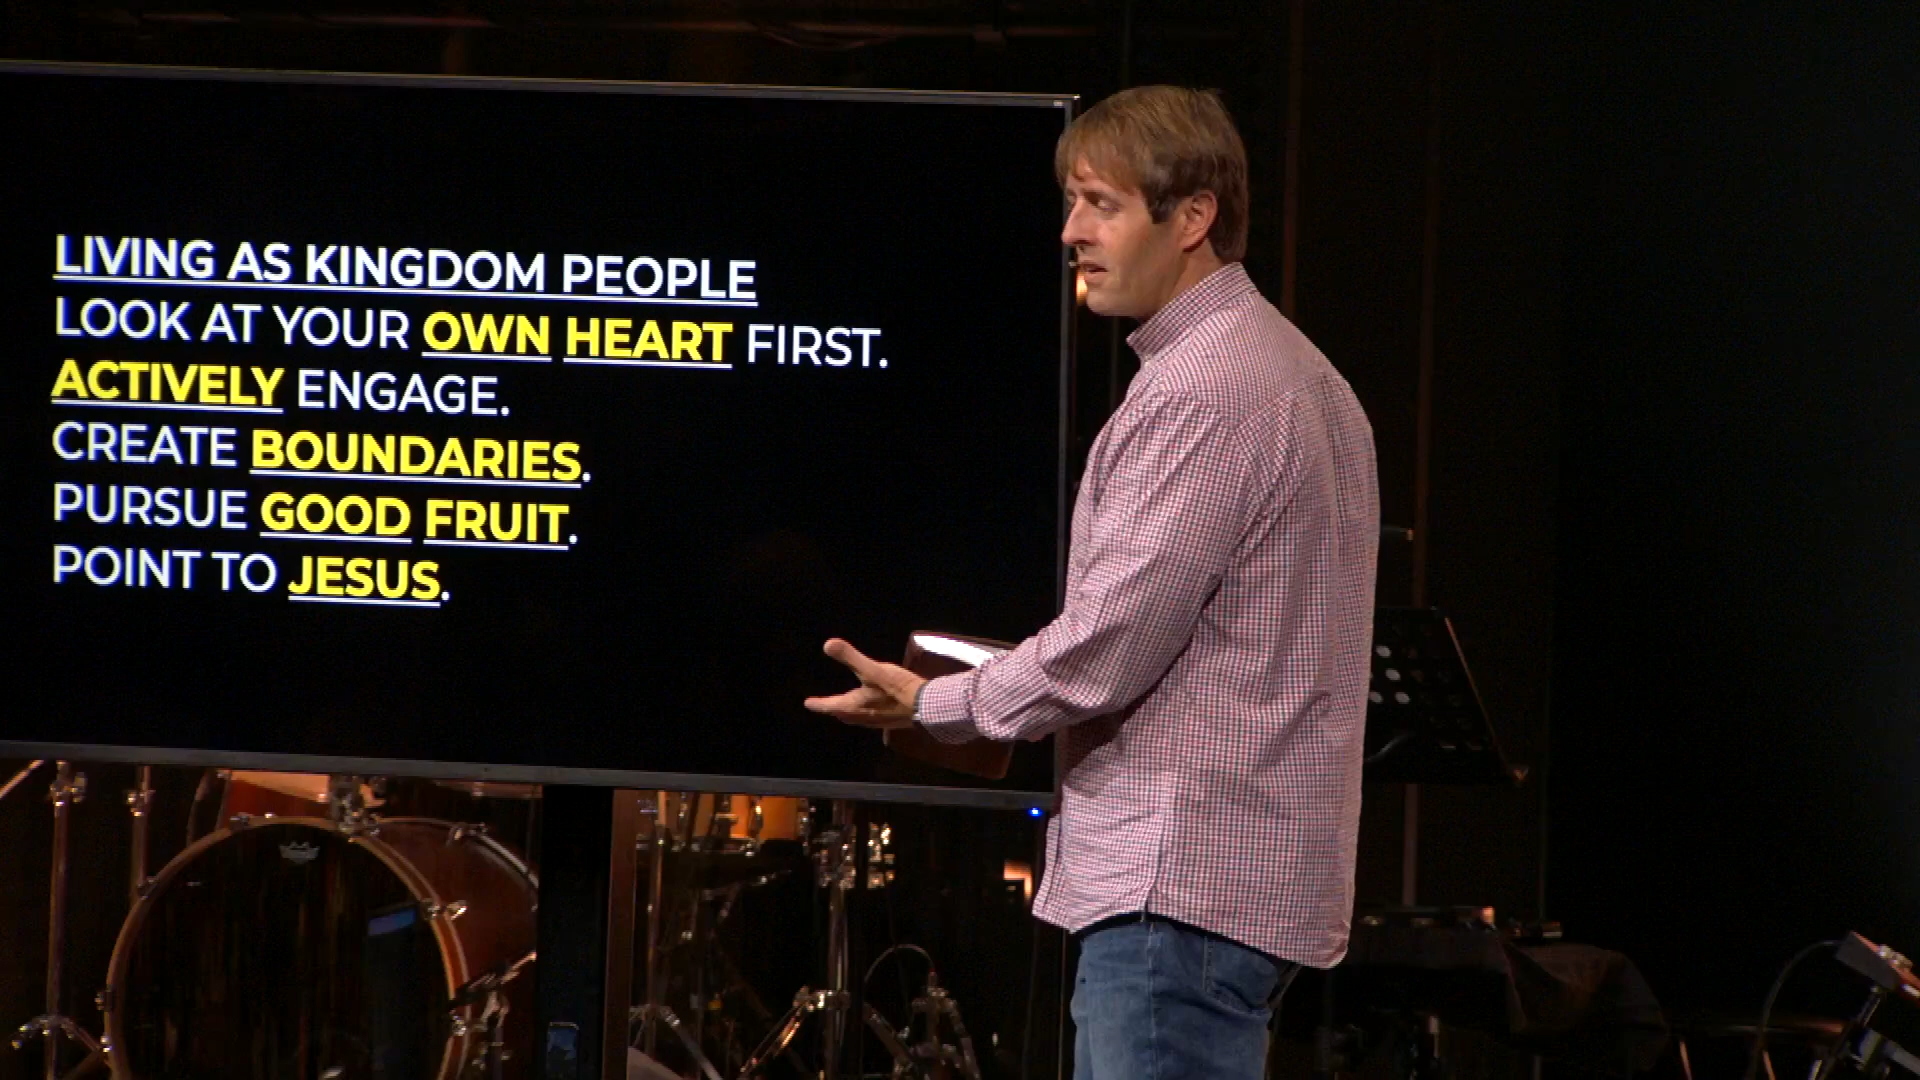 LIVING AS KINGDOM PEOPLE
LOOK AT YOUR OWN HEART FIRST.
ACTIVELY ENGAGE.
CREATE BOUNDARIES.
PURSUE GOOD FRUIT.
POINT TO JESUS.